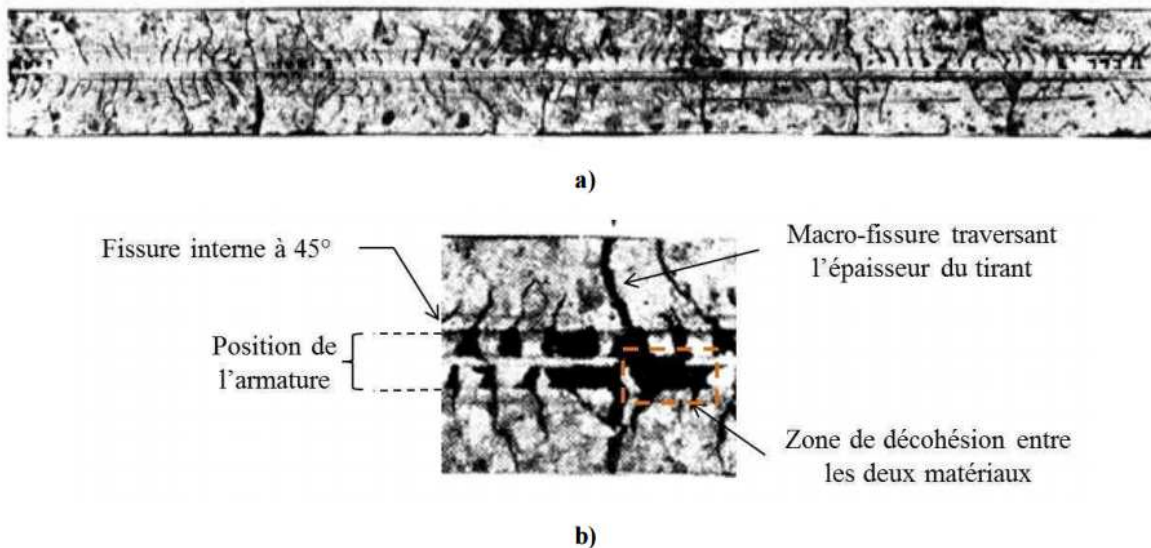 a)
Fissure interne à 45°
Macro-fissure traversant
l'épaisseur du tirant
Position de
l'armature
Zone de décohésion entre
les deux matériaux
b)